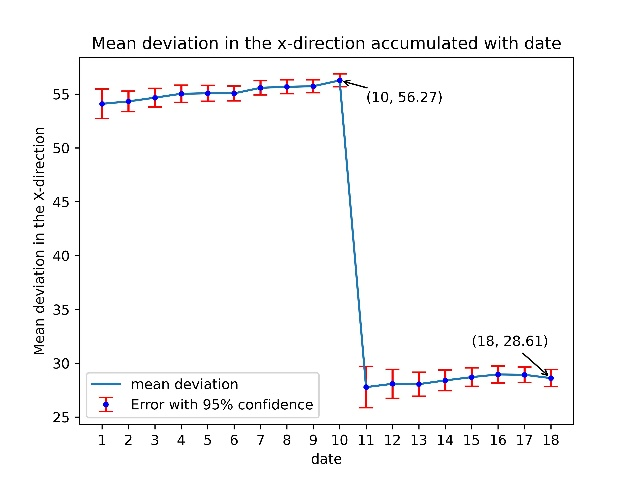 Mean deviation in the x-direction accumulated with date
Mean deviation in the X-direction
55
50
45
40
35
30
25
(10, 56.27)
(18, 28.61)
mean deviation
Error with 95% confidence
1 2 3 4 5 6 7 8 9 10 11 12 13 14 15 16 17 18
date